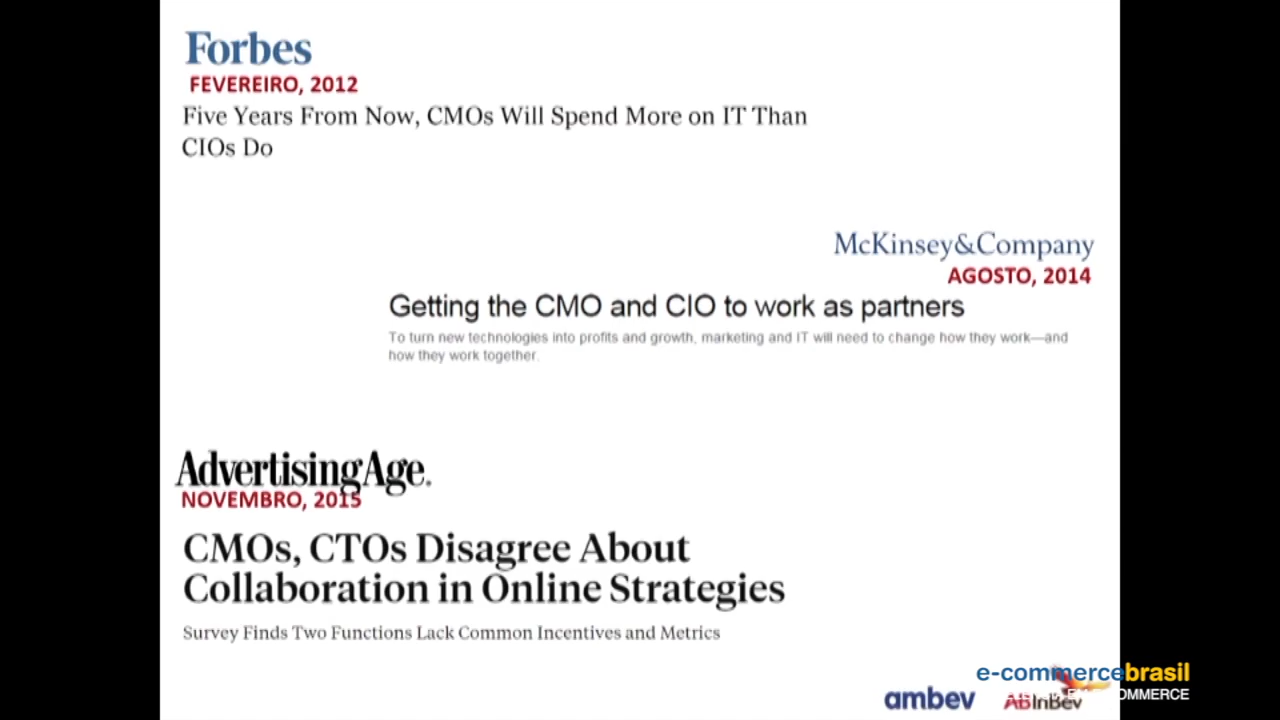 Forbes
FEVEREIRO, 2012
Five Years From Now, CMOs Will Spend More on IT Than
CIOs Do
McKinsey&Company
AGOSTO, 2014
Getting the CMO and CIO to work as partners
To turn new technologies into profits and growth, marketing and IT will need to change how they work—and
how they work together.
AdvertisingAge.
NOVEMBRO, 2015
CMOs, CTOs Disagree About
Collaboration in Online Strategies
Survey Finds Two Functions Lack Common Incentives and Metrics
e-commercebrasil
ambev
ABInBev